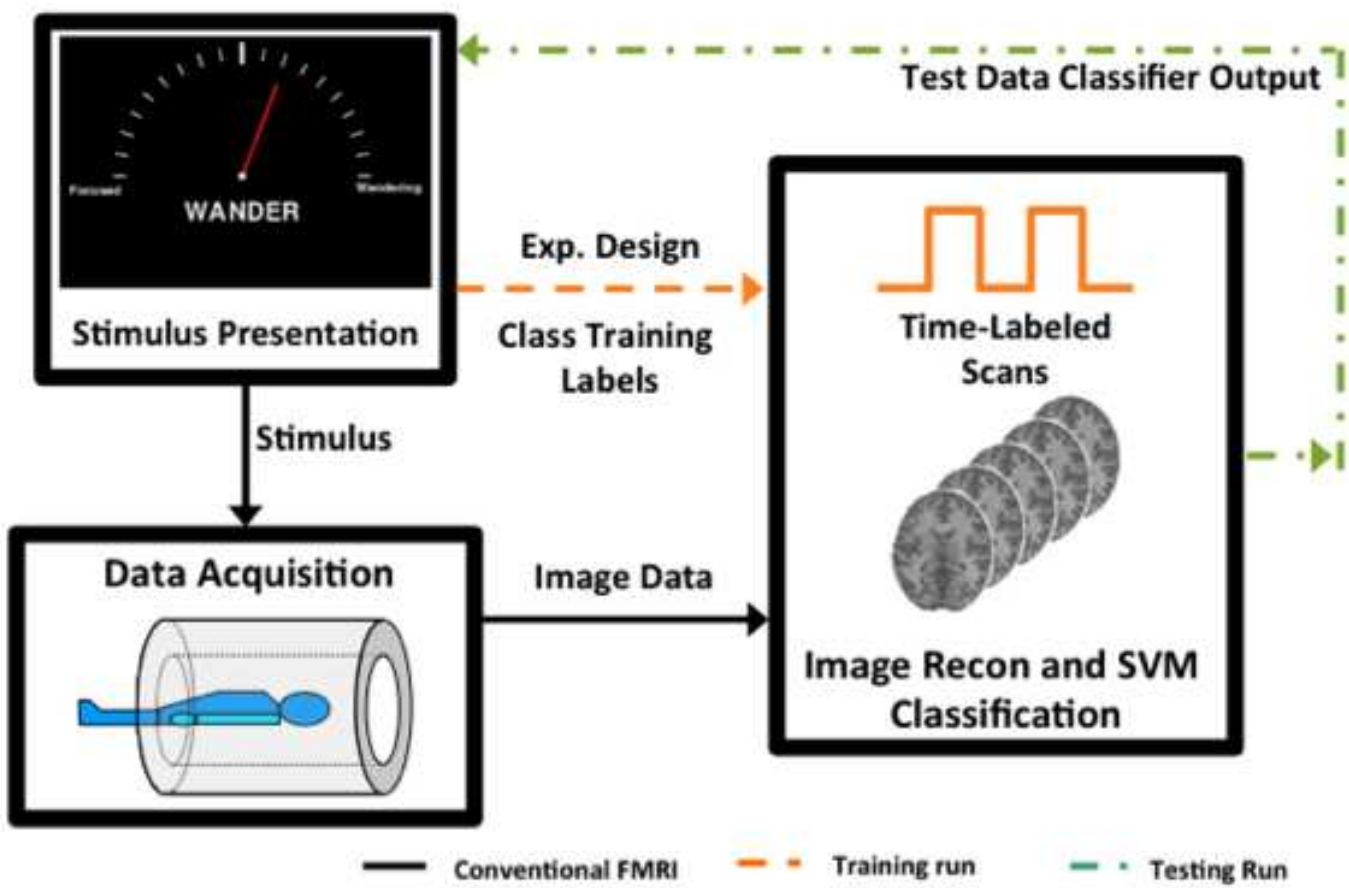 Test Data Classifier Output
Focused
Wandering
WANDER
Stimulus Presentation
Exp. Design
Class Training
Labels
Time-Labeled
Scans
Stimulus
Data Acquisition
Image Data
Image Recon and SVM
Classification
Conventional FMRI
Training run
Testing Run